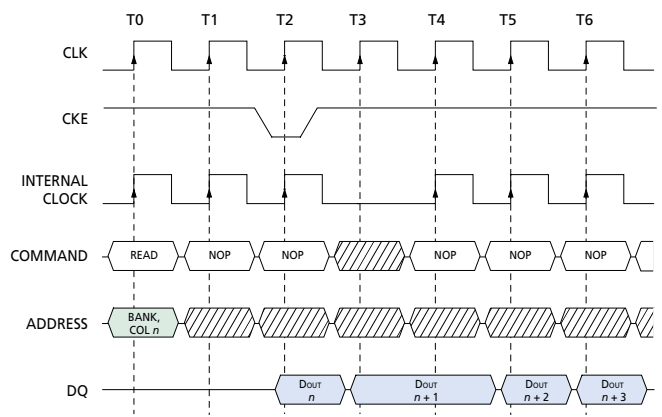 T0 T1 T2 T3 T4 T5 T6
CLK
CKE
INTERNAL
CLOCK
COMMAND READ NOP NOP NOP NOP NOP
ADDRESS BANK,
COL n
DQ DOUT DOUT DOUT DOUT
n n + 1 n + 2 n + 3